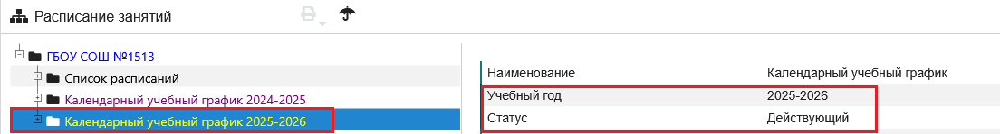 Расписание занятий
ГБОУ СОШ №1513
Список расписаний
Календарный учебный график 2024-2025
Календарный учебный график 2025-2026
Наименование Календарный учебный график
Учебный год 2025-2026
Статус Действующий